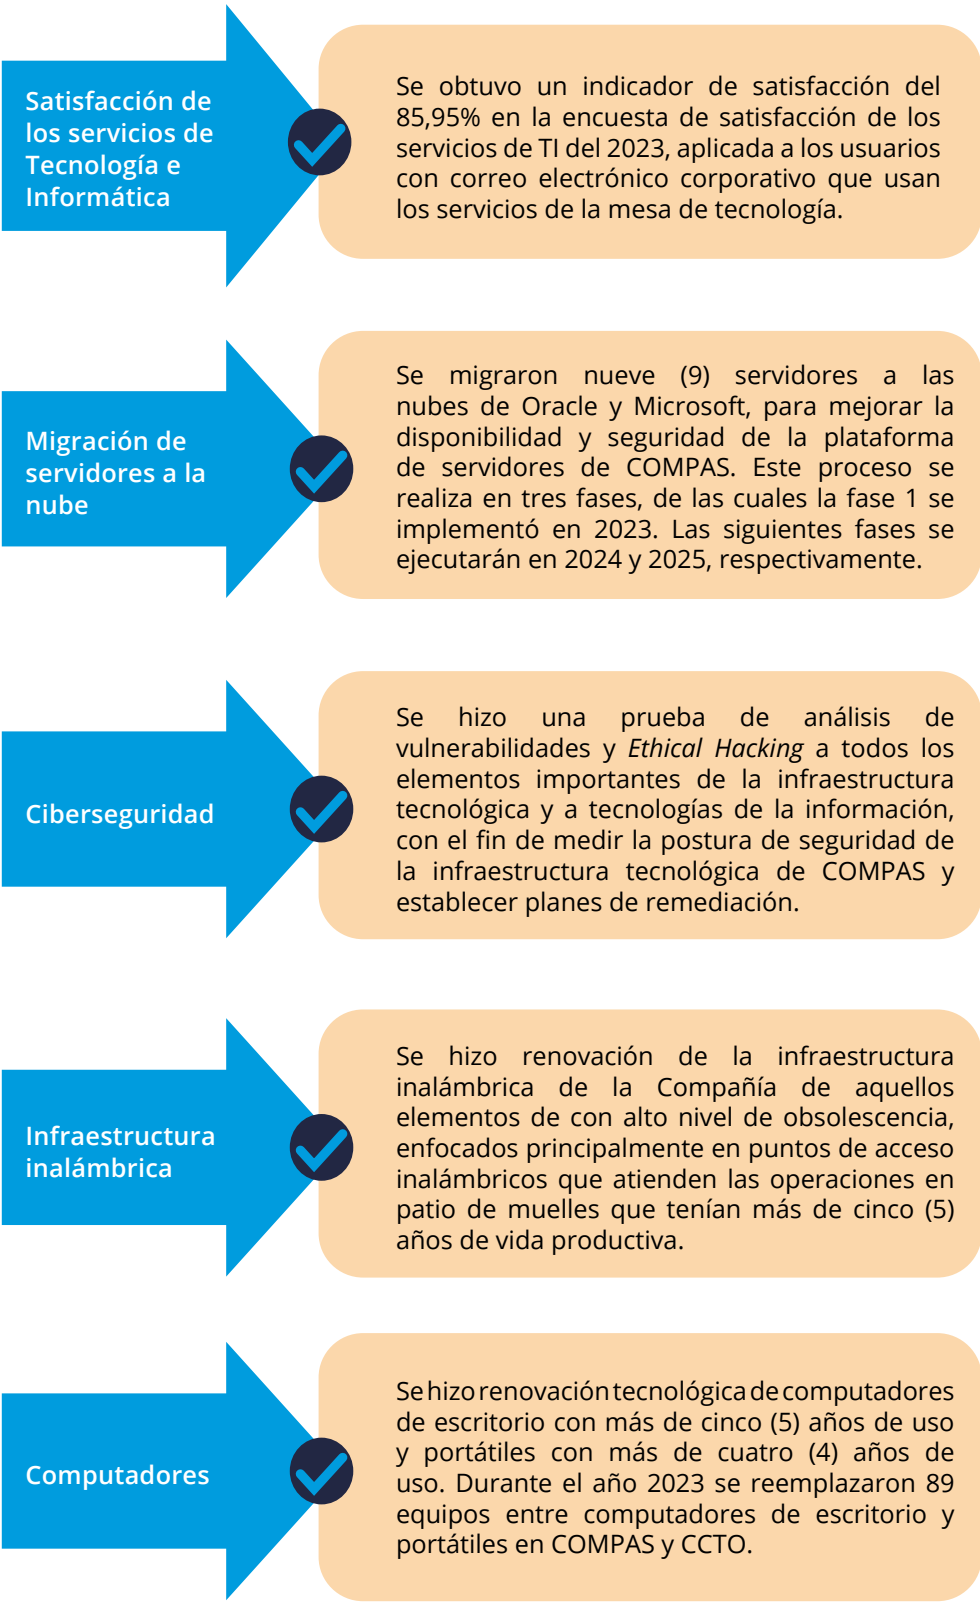 Satisfacción de
los servicios de
Tecnología e
Informática
Se obtuvo un indicador de satisfacción del
85,95% en la encuesta de satisfacción de los
servicios de TI del 2023, aplicada a los usuarios
con correo electrónico corporativo que usan
los servicios de la mesa de tecnología.
Migración de
servidores a la
nube
Se migraron nueve (9) servidores a las
nubes de Oracle y Microsoft, para mejorar la
disponibilidad y seguridad de la plataforma
de servidores de COMPAS. Este proceso se
realiza en tres fases, de las cuales la fase 1 se
implementó en 2023. Las siguientes fases se
ejecutarán en 2024 y 2025, respectivamente.
Ciberseguridad
Se hizo una prueba de análisis de
vulnerabilidades y Ethical Hacking a todos los
elementos importantes de la infraestructura
tecnológica y a tecnologías de la información,
con el fin de medir la postura de seguridad de
la infraestructura tecnológica de COMPAS y
establecer planes de remediación.
Infraestructura
inalámbrica
Se hizo renovación de la infraestructura
inalámbrica de la Compañía de aquellos
elementos de con alto nivel de obsolescencia,
enfocados principalmente en puntos de acceso
inalámbricos que atienden las operaciones en
patio de muelles que tenían más de cinco (5)
años de vida productiva.
Computadores
Se hizo renovación tecnológica de computadores
de escritorio con más de cinco (5) años de uso
y portátiles con más de cuatro (4) años de
uso. Durante el año 2023 se reemplazaron 89
equipos entre computadores de escritorio y
portátiles en COMPAS y CCTO.